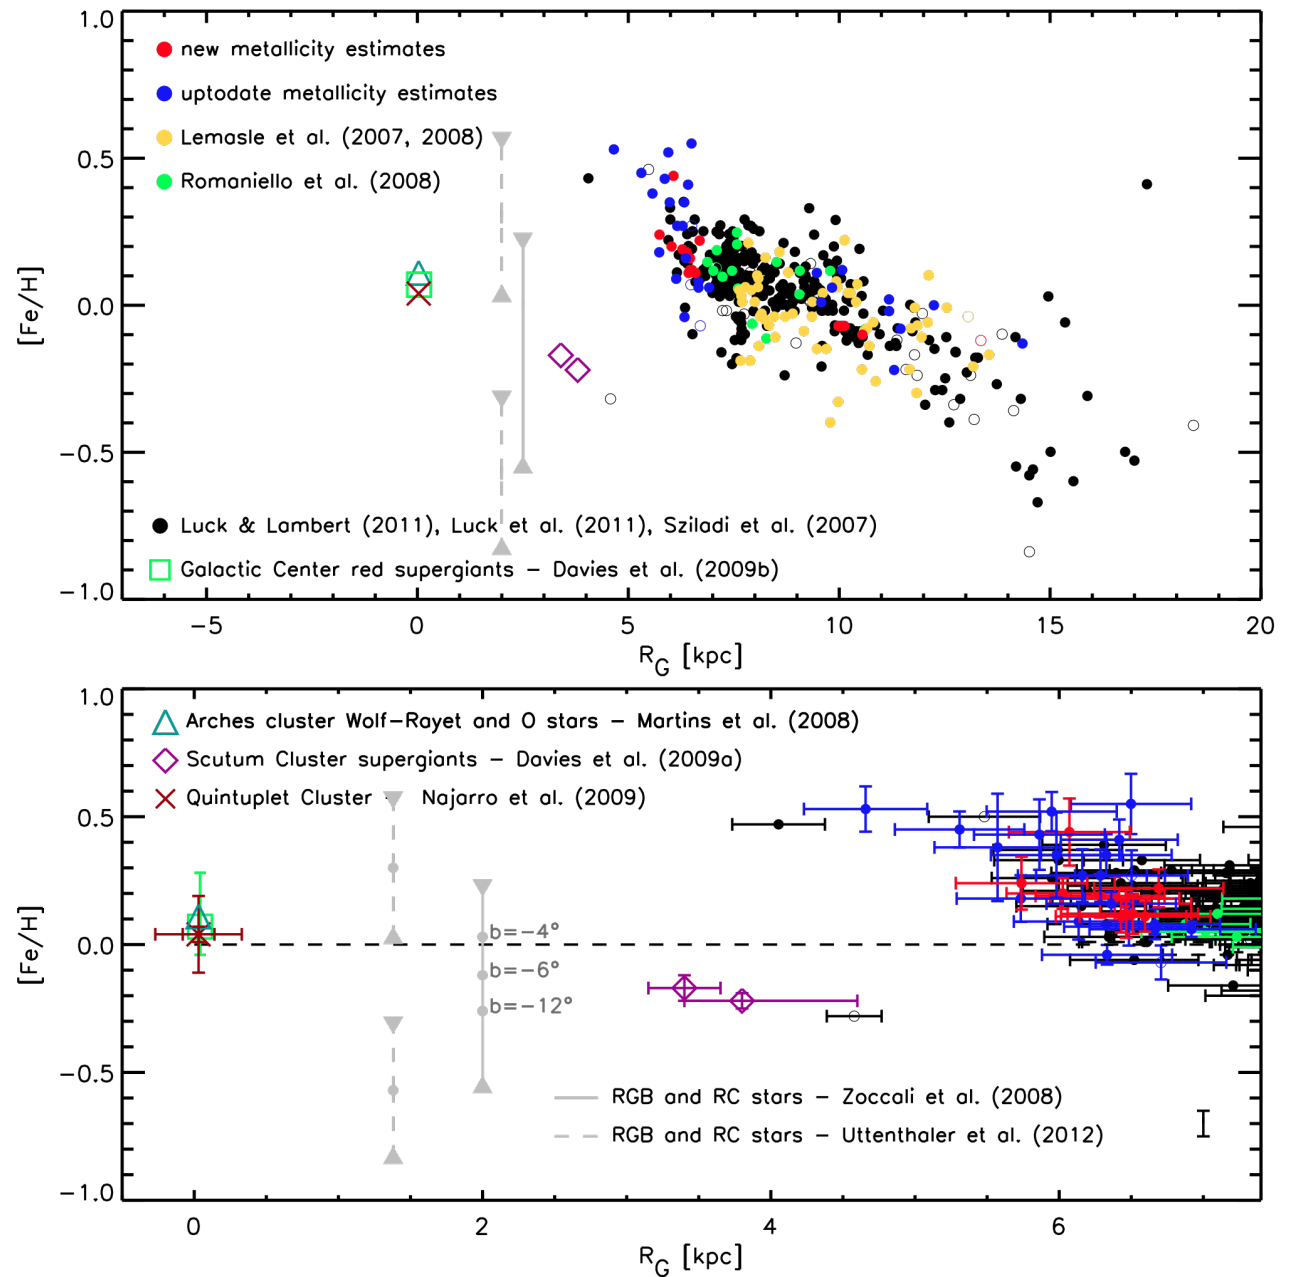 1.0
new metallicity estimates
uptodate metallicity estimates
Lemasle et al. (2007, 2008)
0.5
Romaniello et al. (2008)
[Fe/H]
0.0
−0.5
Luck & Lambert (2011), Luck et al. (2011), Sziladi et al. (2007)
Galactic Center red supergiants − Davies et al. (2009b)
−1.0
−5 0 5 10 15 20
R_G [kpc]
1.0
Arches cluster Wolf−Rayet and O stars − Martins et al. (2008)
Scutum Cluster supergiants − Davies et al. (2009a)
Quintuplet Cluster − Najarro et al. (2009)
0.5
[Fe/H]
0.0
b=−4°
b=−6°
b=−12°
−0.5
RGB and RC stars − Zoccali et al. (2008)
RGB and RC stars − Uttenthaler et al. (2012)
−1.0
0 2 4 6
R_G [kpc]